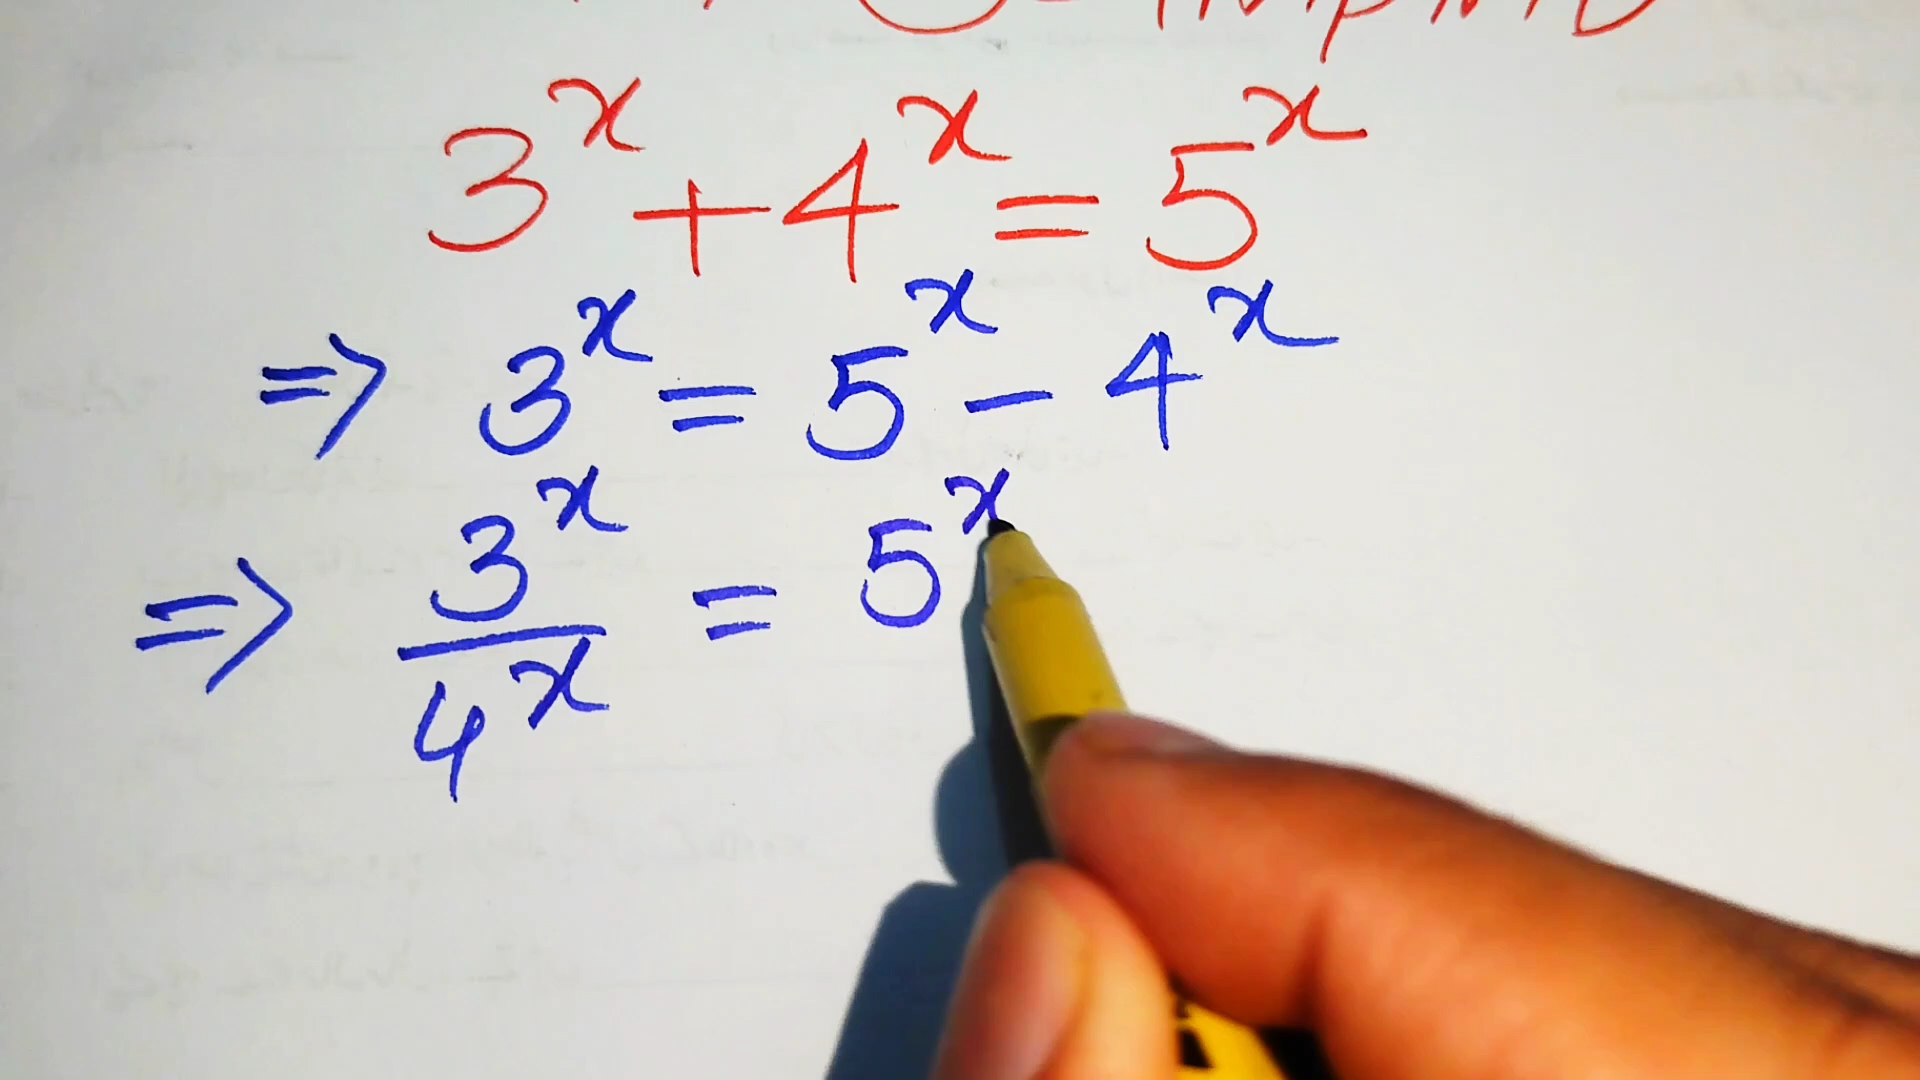 3^x + 4^x = 5^x
=> 3^x = 5^x - 4^x
=> 3^x/4^x = 5^x